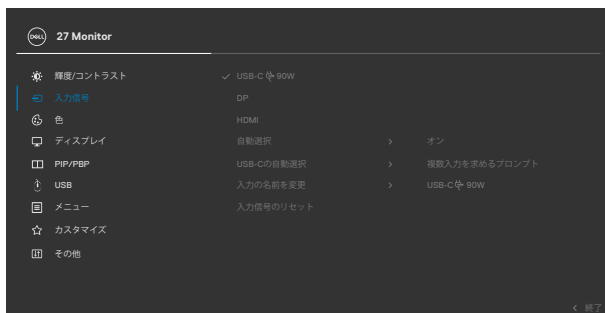 DELL 27 Monitor
輝度/コントラスト USB-C 90W
入力信号 DP
色 HDMI
ディスプレイ 自動選択 > オン
PIP/PBP USB-Cの自動選択 > 複数入力を求めるプロンプト
USB 入力の名前を変更 > USB-C 90W
メニュー 入力信号のリセット
カスタマイズ
その他
< 終了